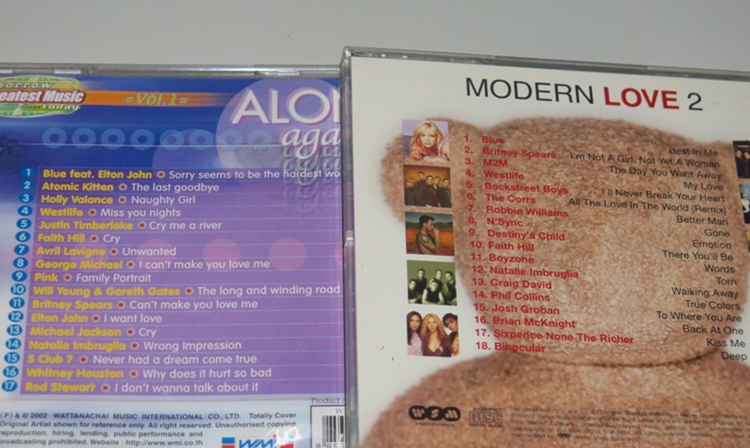 orrow
eatest Music
today
Vol.1
ALON
aga
1 Blue feat. Elton John • Sorry seems to be the hardest wo
2 Atomic Kitten • The last goodbye
3 Holly Valance • Naughty Girl
4 Westlife • Miss you nights
5 Justin Timberlake • Cry me a river
6 Faith Hill • Cry
7 Avril Lavigne • Unwanted
8 George Michael • I can't make you love me
9 Pink • Family Portrait
10 Will Young & Gareth Gates • The long and winding road
11 Britney Spears • Can't make you love me
12 Elton John • I want love
13 Michael Jackson • Cry
14 Natalie Imbruglia • Wrong Impression
15 S Club 7 • Never had a dream come true
16 Whitney Houston • Why does it hurt so bad
17 Rod Stewart • I don't wanna talk about it
Product
(P) & © 2002 WATTANACHAI MUSIC INTERNATIONAL CO., LTD. Totally Cover
Original Artist shown for reference only. All right reserved. Unauthorised copying,
reproduction, hiring, lending, public performance and
broadcasting prohibited. Website : http://www.wmi.co.th
wmi
MODERN LOVE 2
1. Blue Best In Me
2. Britney Spears I'm Not A Girl, Not Yet A Woman
3. M2M The Day You Want Away
4. Westlife My Love
5. Backstreet Boys I'll Never Break Your Heart
6. The Corrs All The Love In The World (Remix)
7. Robbie Williams Better Man
8. N'Sync Gone
9. Destiny's Child Emotion
10. Faith Hill There You'll Be
11. Boyzone Words
12. Natalie Imbruglia Torn
13. Craig David Walking Away
14. Phil Collins True Colors
15. Josh Groban To Where You Are
16. Brian McKnight Back At One
17. Sixpence None The Richer Kiss Me
18. Binocular Deep